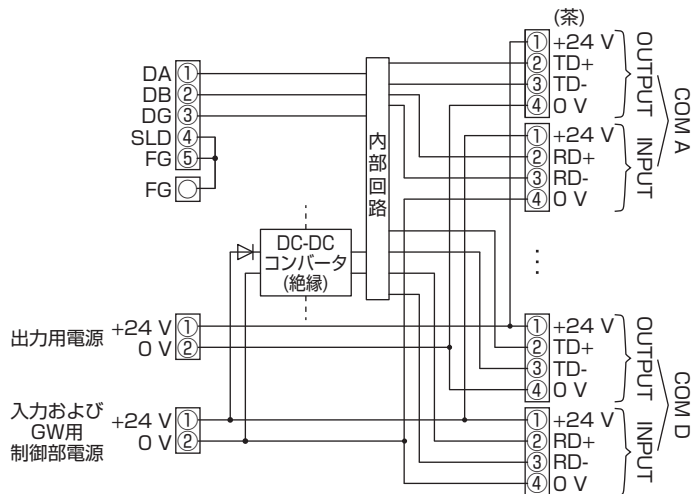 (茶)
DA ①
DB ②
DG ③
SLD ④
FG ⑤
FG
内部回路
DC-DC
コンバータ
(絶縁)
出力用電源
+24 V ①
0 V ②
入力および
GW用
制御部電源
+24 V ①
0 V ②
① +24 V
② TD+
③ TD-
④ 0 V
OUTPUT
① +24 V
② RD+
③ RD-
④ 0 V
INPUT
COM A
⋮
① +24 V
② TD+
③ TD-
④ 0 V
OUTPUT
① +24 V
② RD+
③ RD-
④ 0 V
INPUT
COM D